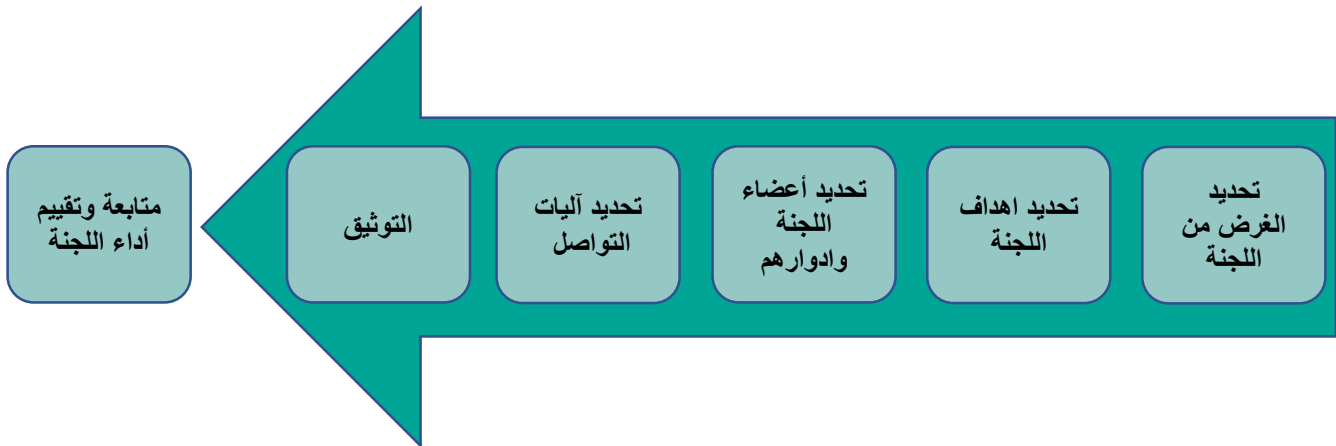 تحديد
الغرض من
اللجنة
تحديد اهداف
اللجنة
تحديد أعضاء
اللجنة
وادوارهم
تحديد آليات
التواصل
التوثيق
متابعة وتقييم
أداء اللجنة